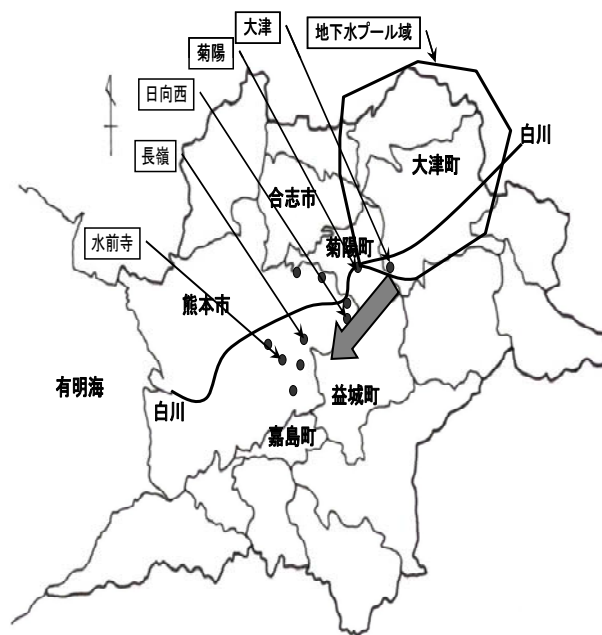 大津
地下水プール域
菊陽
日向西
長嶺
水前寺
白川
大津町
合志市
菊陽町
熊本市
有明海
白川
益城町
嘉島町